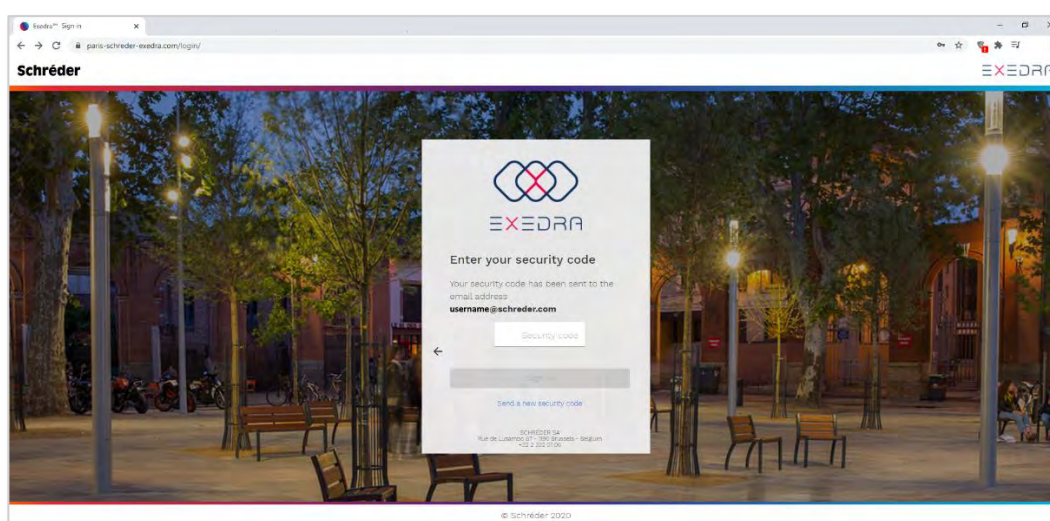 Exedra™ Sign in
paris-schreder-exedra.com/login/
Schréder
EXEDRA
EXEDRA
Enter your security code
Your security code has been sent to the
email address
username@schreder.com
Security code
Sign in
Send a new security code
SCHRÉDER SA
© Schréder 2020